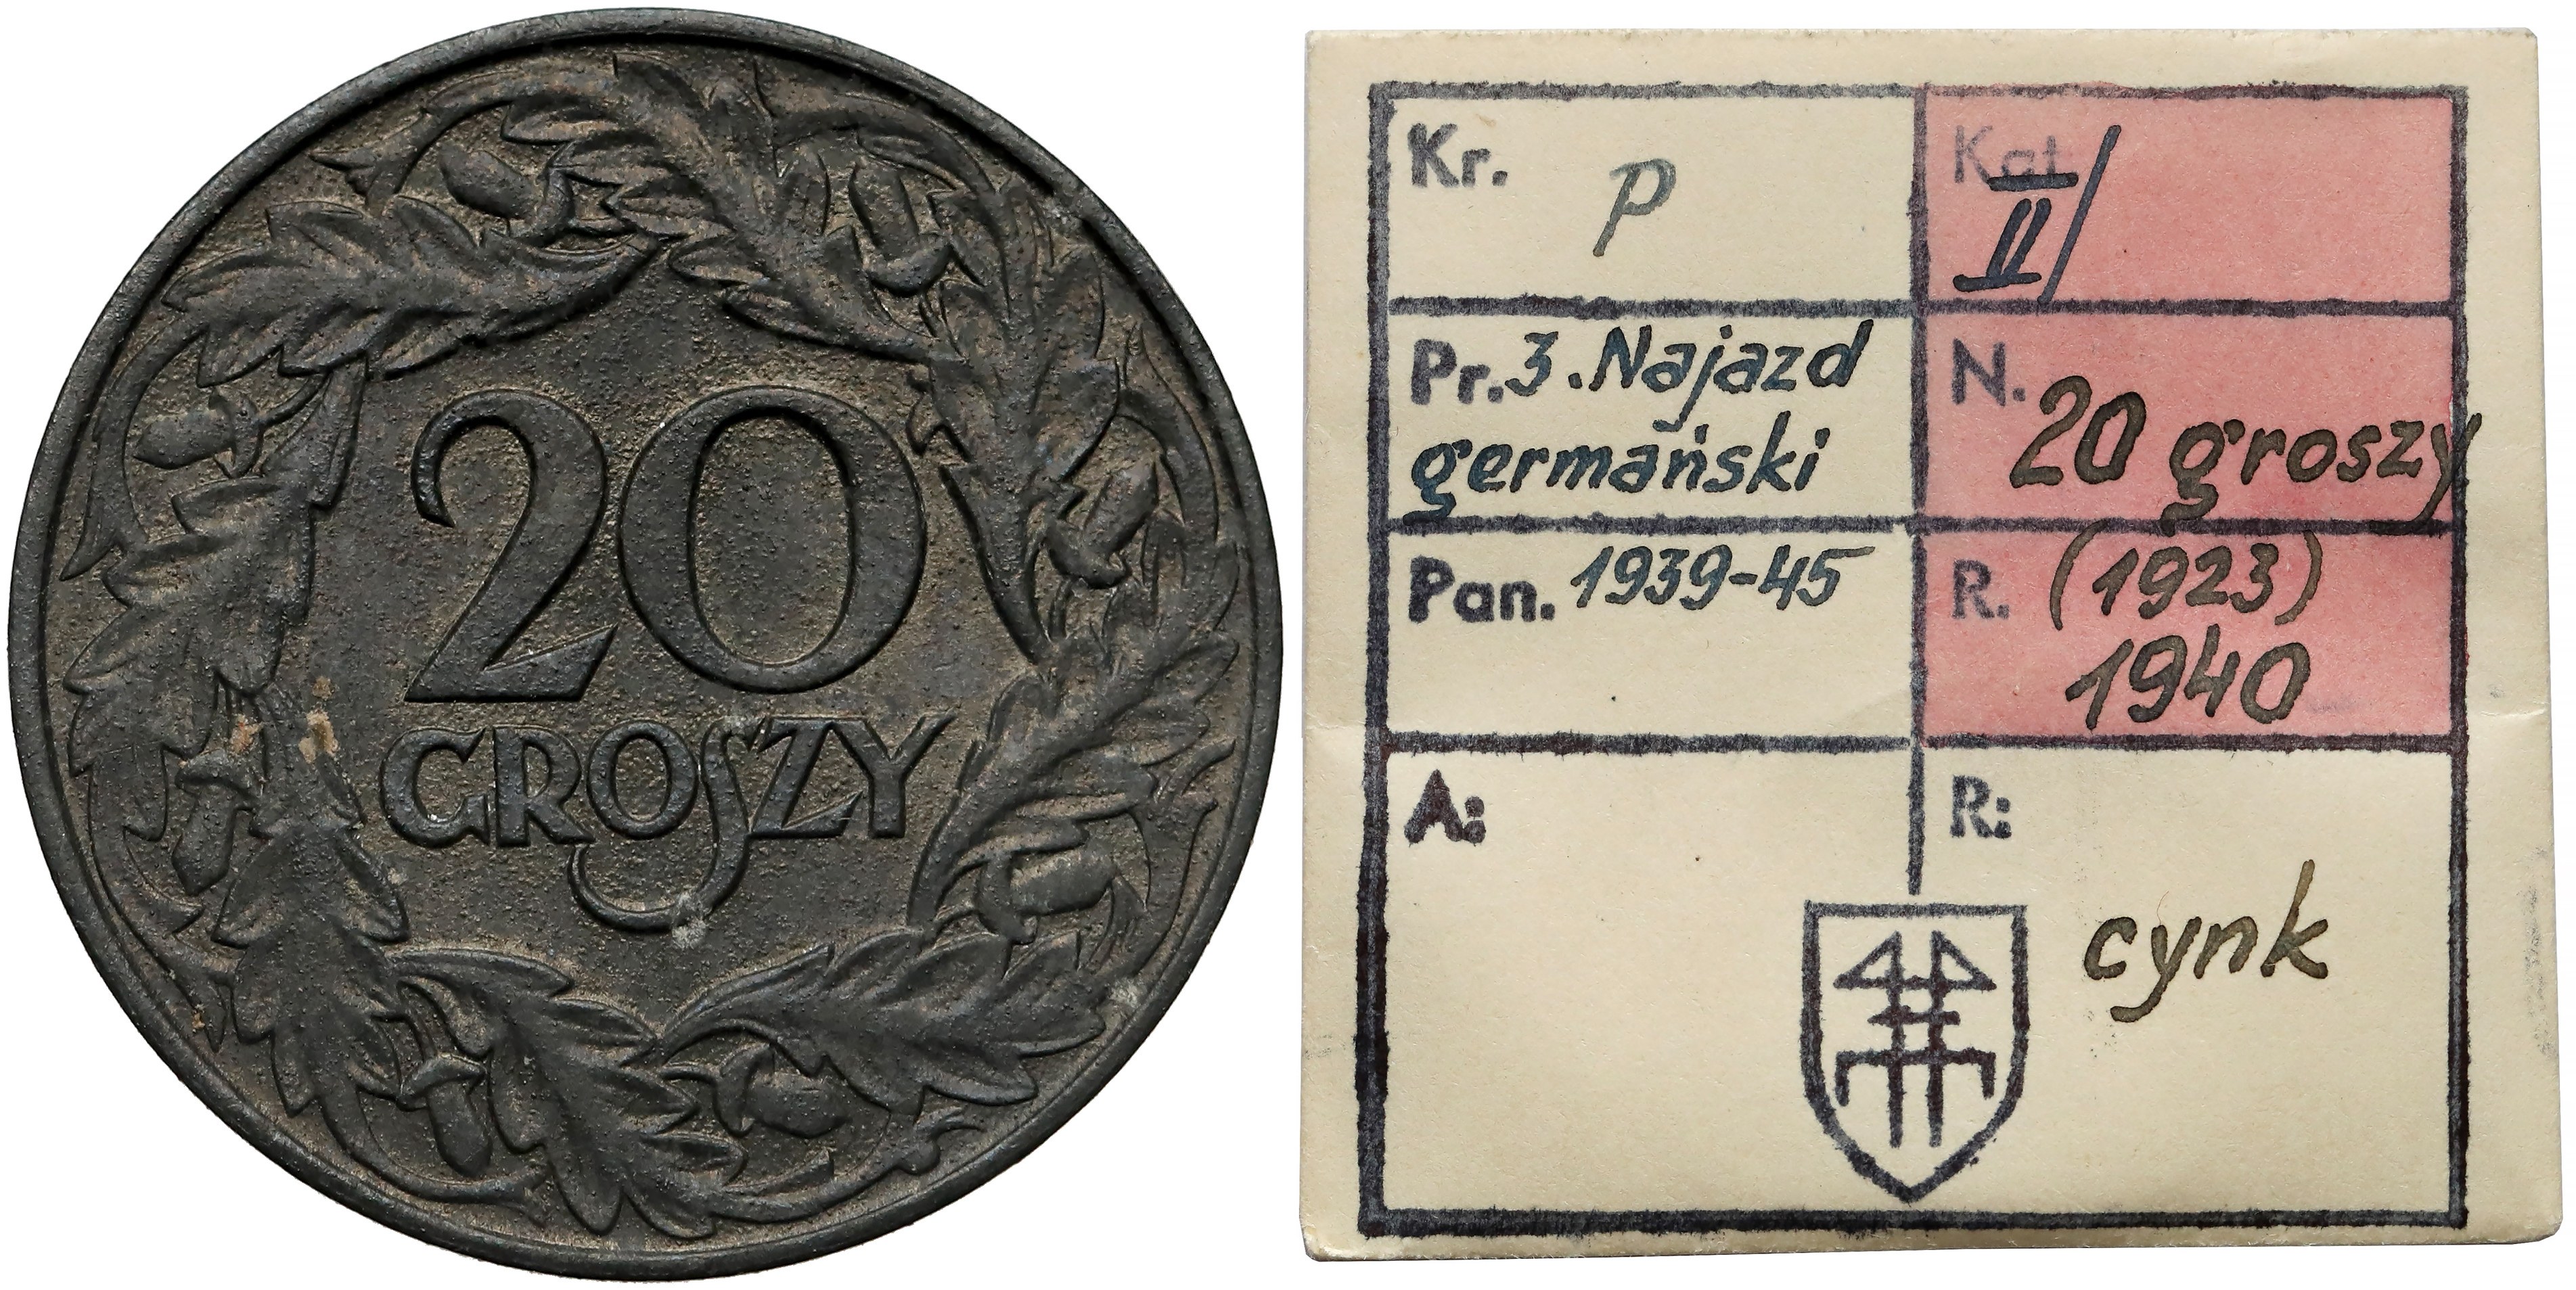 20
GROSZY
Kr. P
Kat.
II/
Pr. 3. Najazd
germański
N. 20 groszy
Pan. 1939-45
R. (1923)
1940
A:
R:
cynk